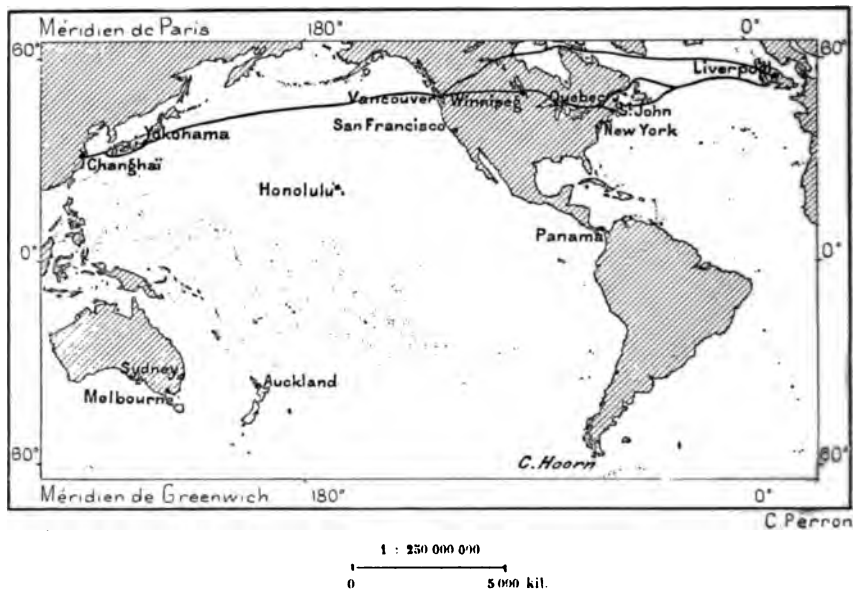 Méridien de Paris 180° 0°
60° 60°
Liverpool
Vancouver Winnipeg Quebec
St John
San Francisco New York
Yokohama
Changhaï
Honolulu
Panama
0° 0°
Sydney
Melbourne Auckland
C. Hoorn
60° 60°
Méridien de Greenwich 180° 0°
C. Perron
1 : 250 000 000
0 5 000 kil.